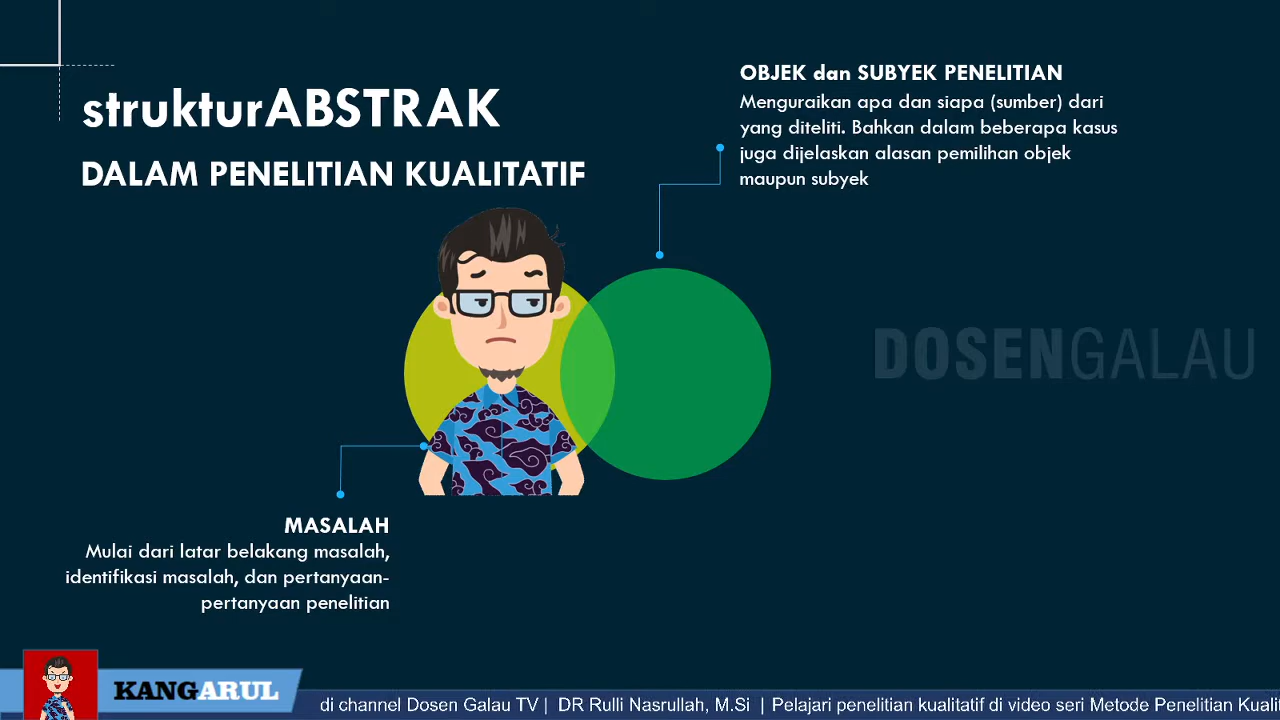 strukturABSTRAK
DALAM PENELITIAN KUALITATIF
OBJEK dan SUBYEK PENELITIAN
Menguraikan apa dan siapa (sumber) dari
yang diteliti. Bahkan dalam beberapa kasus
juga dijelaskan alasan pemilihan objek
maupun subyek
DOSENGALAU
MASALAH
Mulai dari latar belakang masalah,
identifikasi masalah, dan pertanyaan-
pertanyaan penelitian
KANGARUL
di channel Dosen Galau TV | DR Rulli Nasrullah, M.Si | Pelajari penelitian kualitatif di video seri Metode Penelitian Kuali